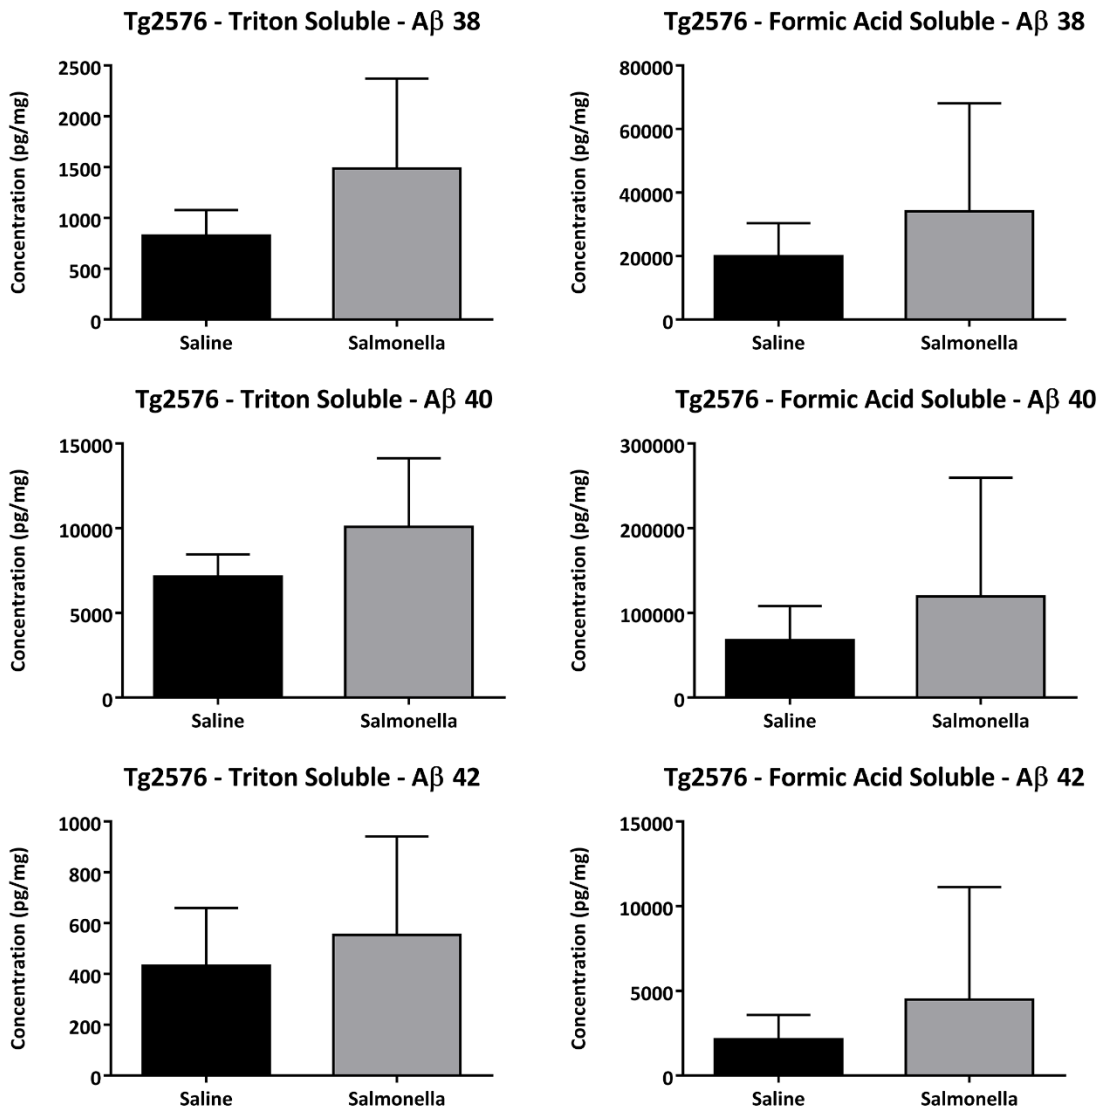 Tg2576 - Triton Soluble - Aβ 38
Concentration (pg/mg)
2500
2000
1500
1000
500
0
Saline
Salmonella
Tg2576 - Formic Acid Soluble - Aβ 38
Concentration (pg/mg)
80000
60000
40000
20000
0
Saline
Salmonella
Tg2576 - Triton Soluble - Aβ 40
Concentration (pg/mg)
15000
10000
5000
0
Saline
Salmonella
Tg2576 - Formic Acid Soluble - Aβ 40
Concentration (pg/mg)
300000
200000
100000
0
Saline
Salmonella
Tg2576 - Triton Soluble - Aβ 42
Concentration (pg/mg)
1000
800
600
400
200
0
Saline
Salmonella
Tg2576 - Formic Acid Soluble - Aβ 42
Concentration (pg/mg)
15000
10000
5000
0
Saline
Salmonella